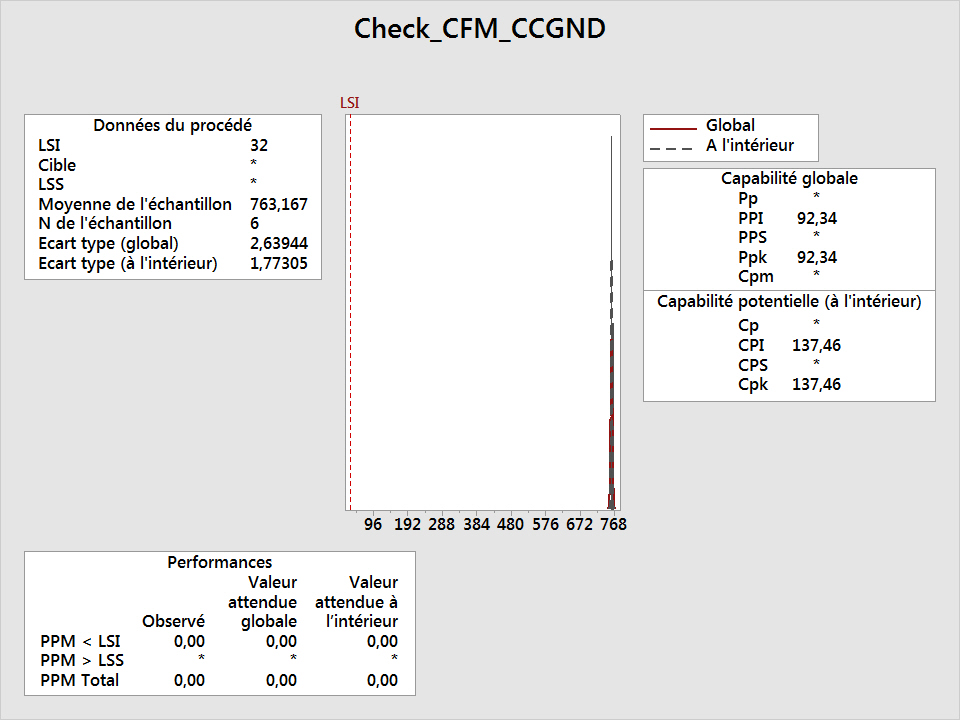 Check_CFM_CCGND
LSI
Données du procédé
LSI 32
Cible *
LSS *
Moyenne de l'échantillon 763,167
N de l'échantillon 6
Ecart type (global) 2,63944
Ecart type (à l'intérieur) 1,77305
Global
A l'intérieur
Capabilité globale
Pp *
PPI 92,34
PPS *
Ppk 92,34
Cpm *
Capabilité potentielle (à l'intérieur)
Cp *
CPI 137,46
CPS *
Cpk 137,46
96 192 288 384 480 576 672 768
Performances
Valeur Valeur
attendue attendue à
Observé globale l'intérieur
PPM < LSI 0,00 0,00 0,00
PPM > LSS * * *
PPM Total 0,00 0,00 0,00